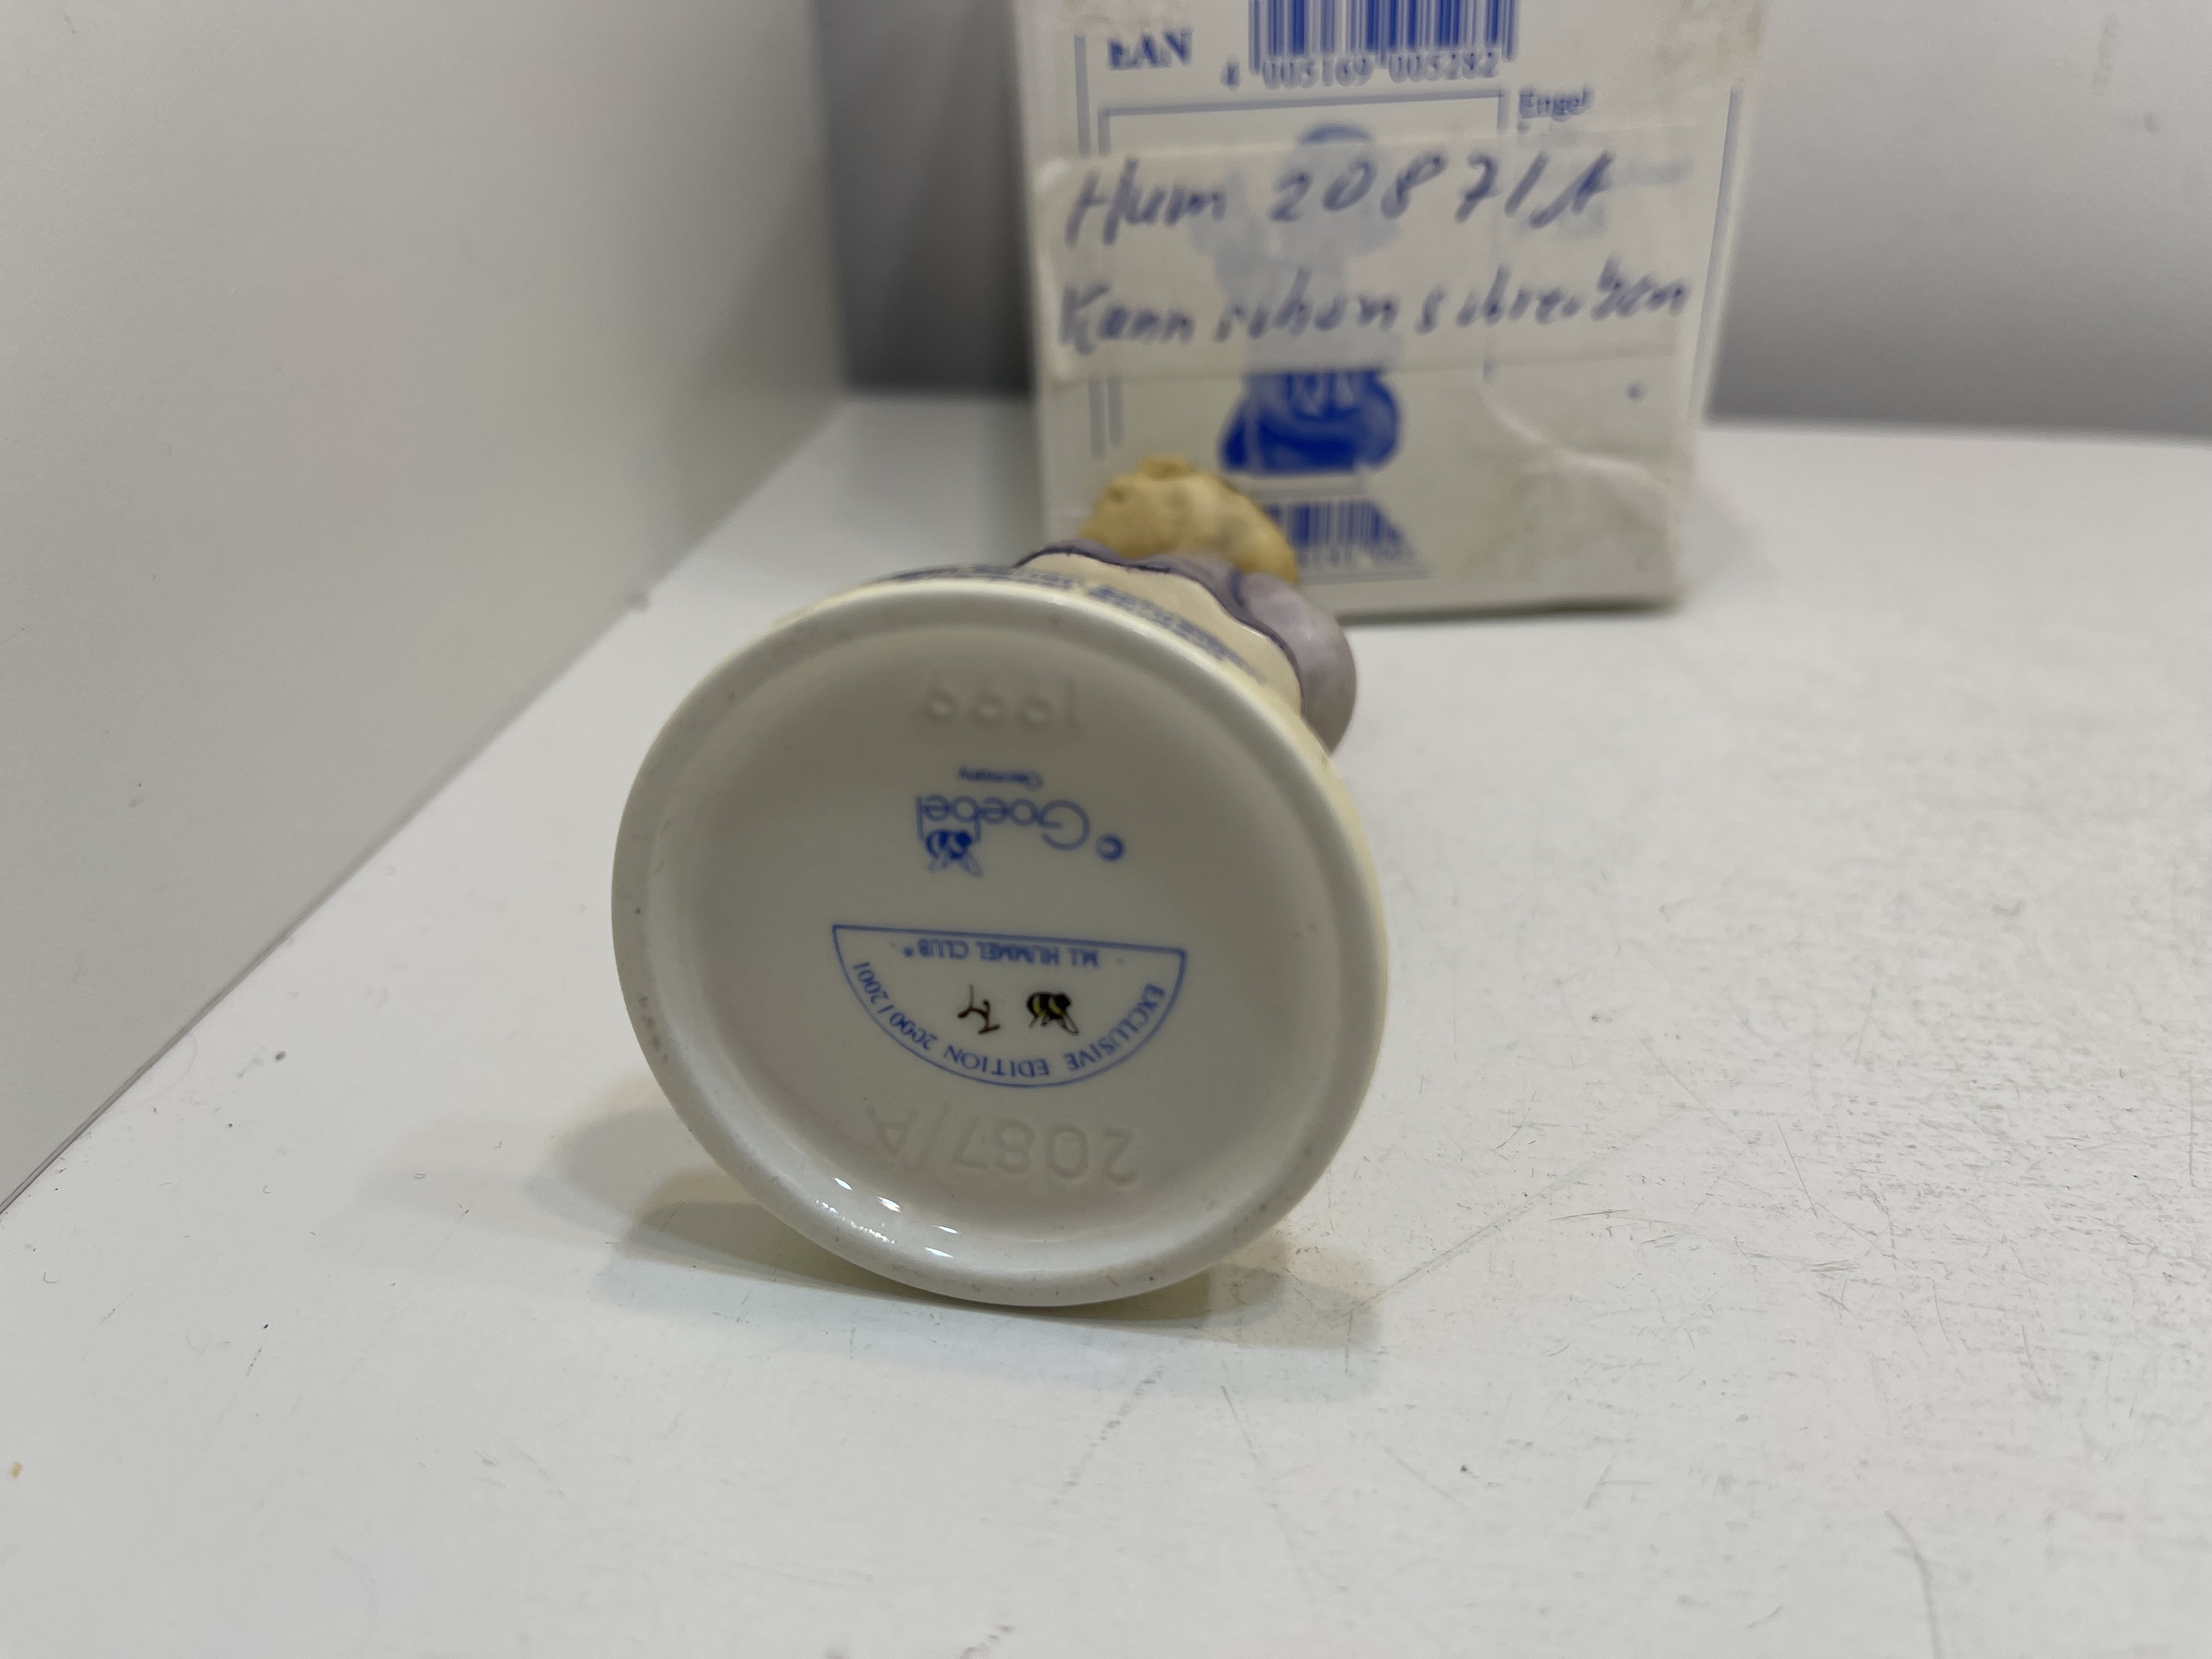 EAN
4 005169 005282
Engel
Hum 2087/A
Kann schon schreiben
1999
Germany
© Goebel
M.I. HUMMEL CLUB®
EXCLUSIVE EDITION 2000 / 2001
2087/A